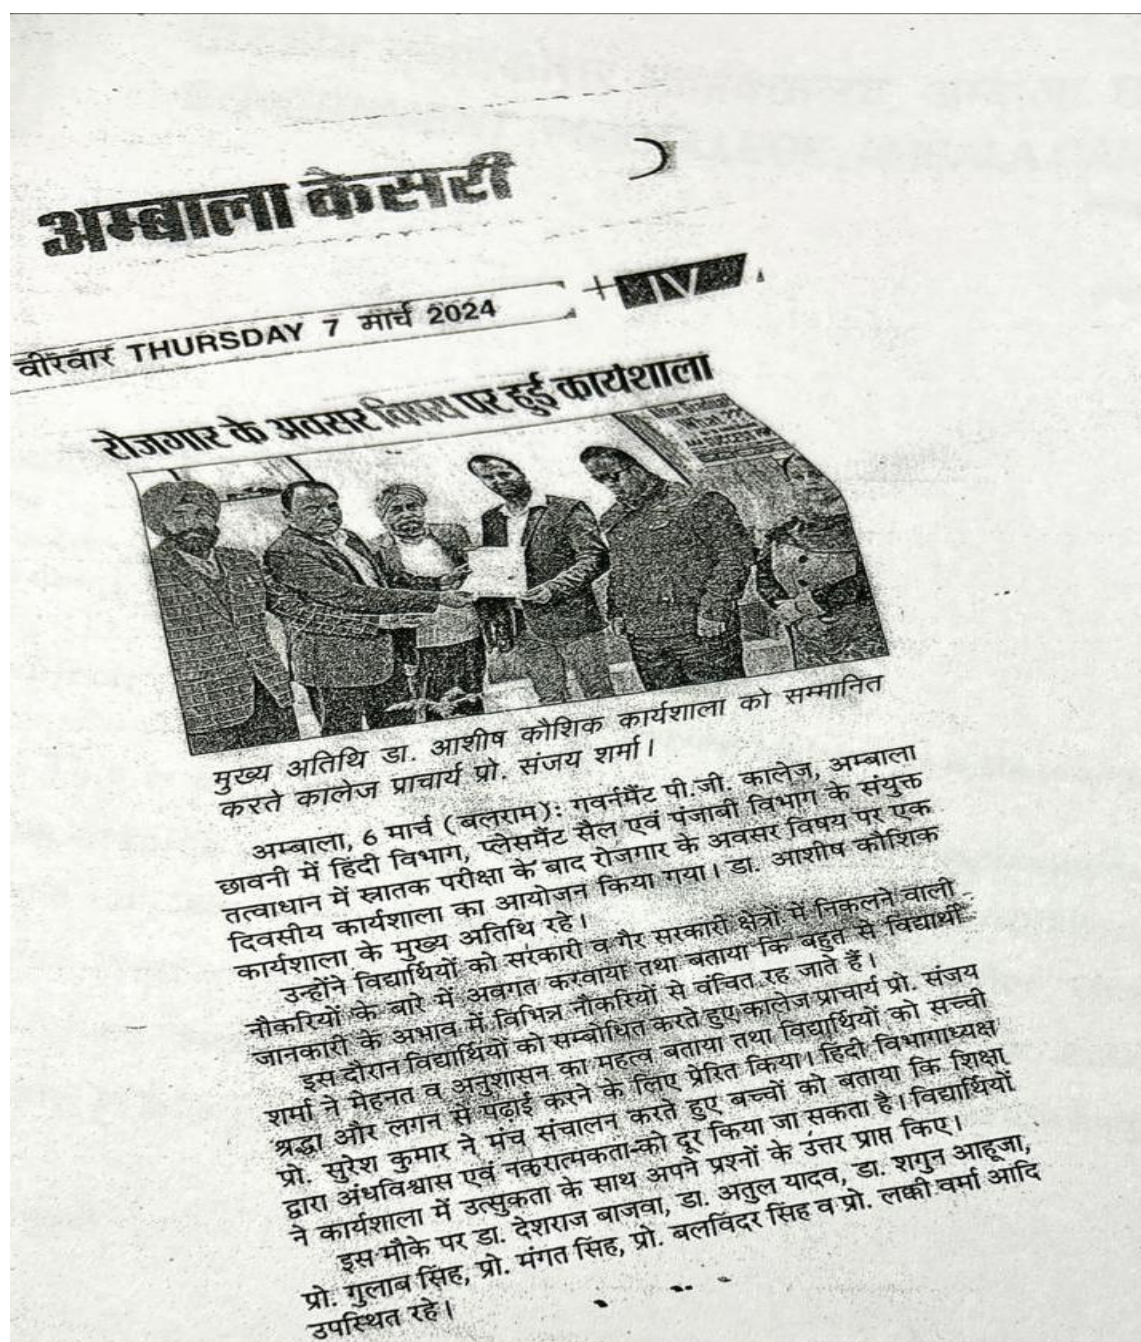 अम्बाला केसरी
वीरवार THURSDAY 7 मार्च 2024
IV
रोजगार के अवसर विषय पर हुई कार्यशाला
मुख्य अतिथि डा. आशीष कौशिक कार्यशाला को सम्मानित
करते कालेज प्राचार्य प्रो. संजय शर्मा।
अम्बाला, 6 मार्च (बलराम): गवर्नमैंट पी.जी. कालेज, अम्बाला
छावनी में हिंदी विभाग, प्लेसमैंट सैल एवं पंजाबी विभाग के संयुक्त
तत्वाधान में स्नातक परीक्षा के बाद रोजगार के अवसर विषय पर एक
दिवसीय कार्यशाला का आयोजन किया गया। डा. आशीष कौशिक
कार्यशाला के मुख्य अतिथि रहे।
उन्होंने विद्यार्थियों को सरकारी व गैर सरकारी क्षेत्रों में निकलने वाली
नौकरियों के बारे में अवगत करवाया तथा बताया कि बहुत से विद्यार्थी
जानकारी के अभाव में विभिन्न नौकरियों से वंचित रह जाते हैं।
इस दौरान विद्यार्थियों को सम्बोधित करते हुए कालेज प्राचार्य प्रो. संजय
शर्मा ने मेहनत व अनुशासन का महत्व बताया तथा विद्यार्थियों को सच्ची
श्रद्धा और लगन से पढ़ाई करने के लिए प्रेरित किया। हिंदी विभागाध्यक्ष
प्रो. सुरेश कुमार ने मंच संचालन करते हुए बच्चों को बताया कि शिक्षा
द्वारा अंधविश्वास एवं नकरात्मकता को दूर किया जा सकता है। विद्यार्थियों
ने कार्यशाला में उत्सुकता के साथ अपने प्रश्नों के उत्तर प्राप्त किए।
इस मौके पर डा. देशराज बाजवा, डा. अतुल यादव, डा. शगुन आहूजा,
प्रो. गुलाब सिंह, प्रो. मंगत सिंह, प्रो. बलविंदर सिंह व प्रो. लक्की वर्मा आदि
उपस्थित रहे।